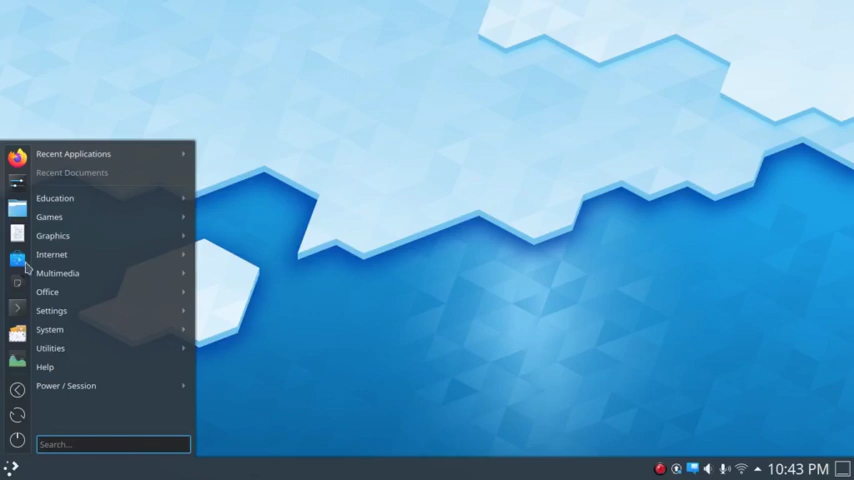 Recent Applications
Recent Documents
Education
Games
Graphics
Internet
Multimedia
Office
Settings
System
Utilities
Help
Power / Session
Search...
10:43 PM